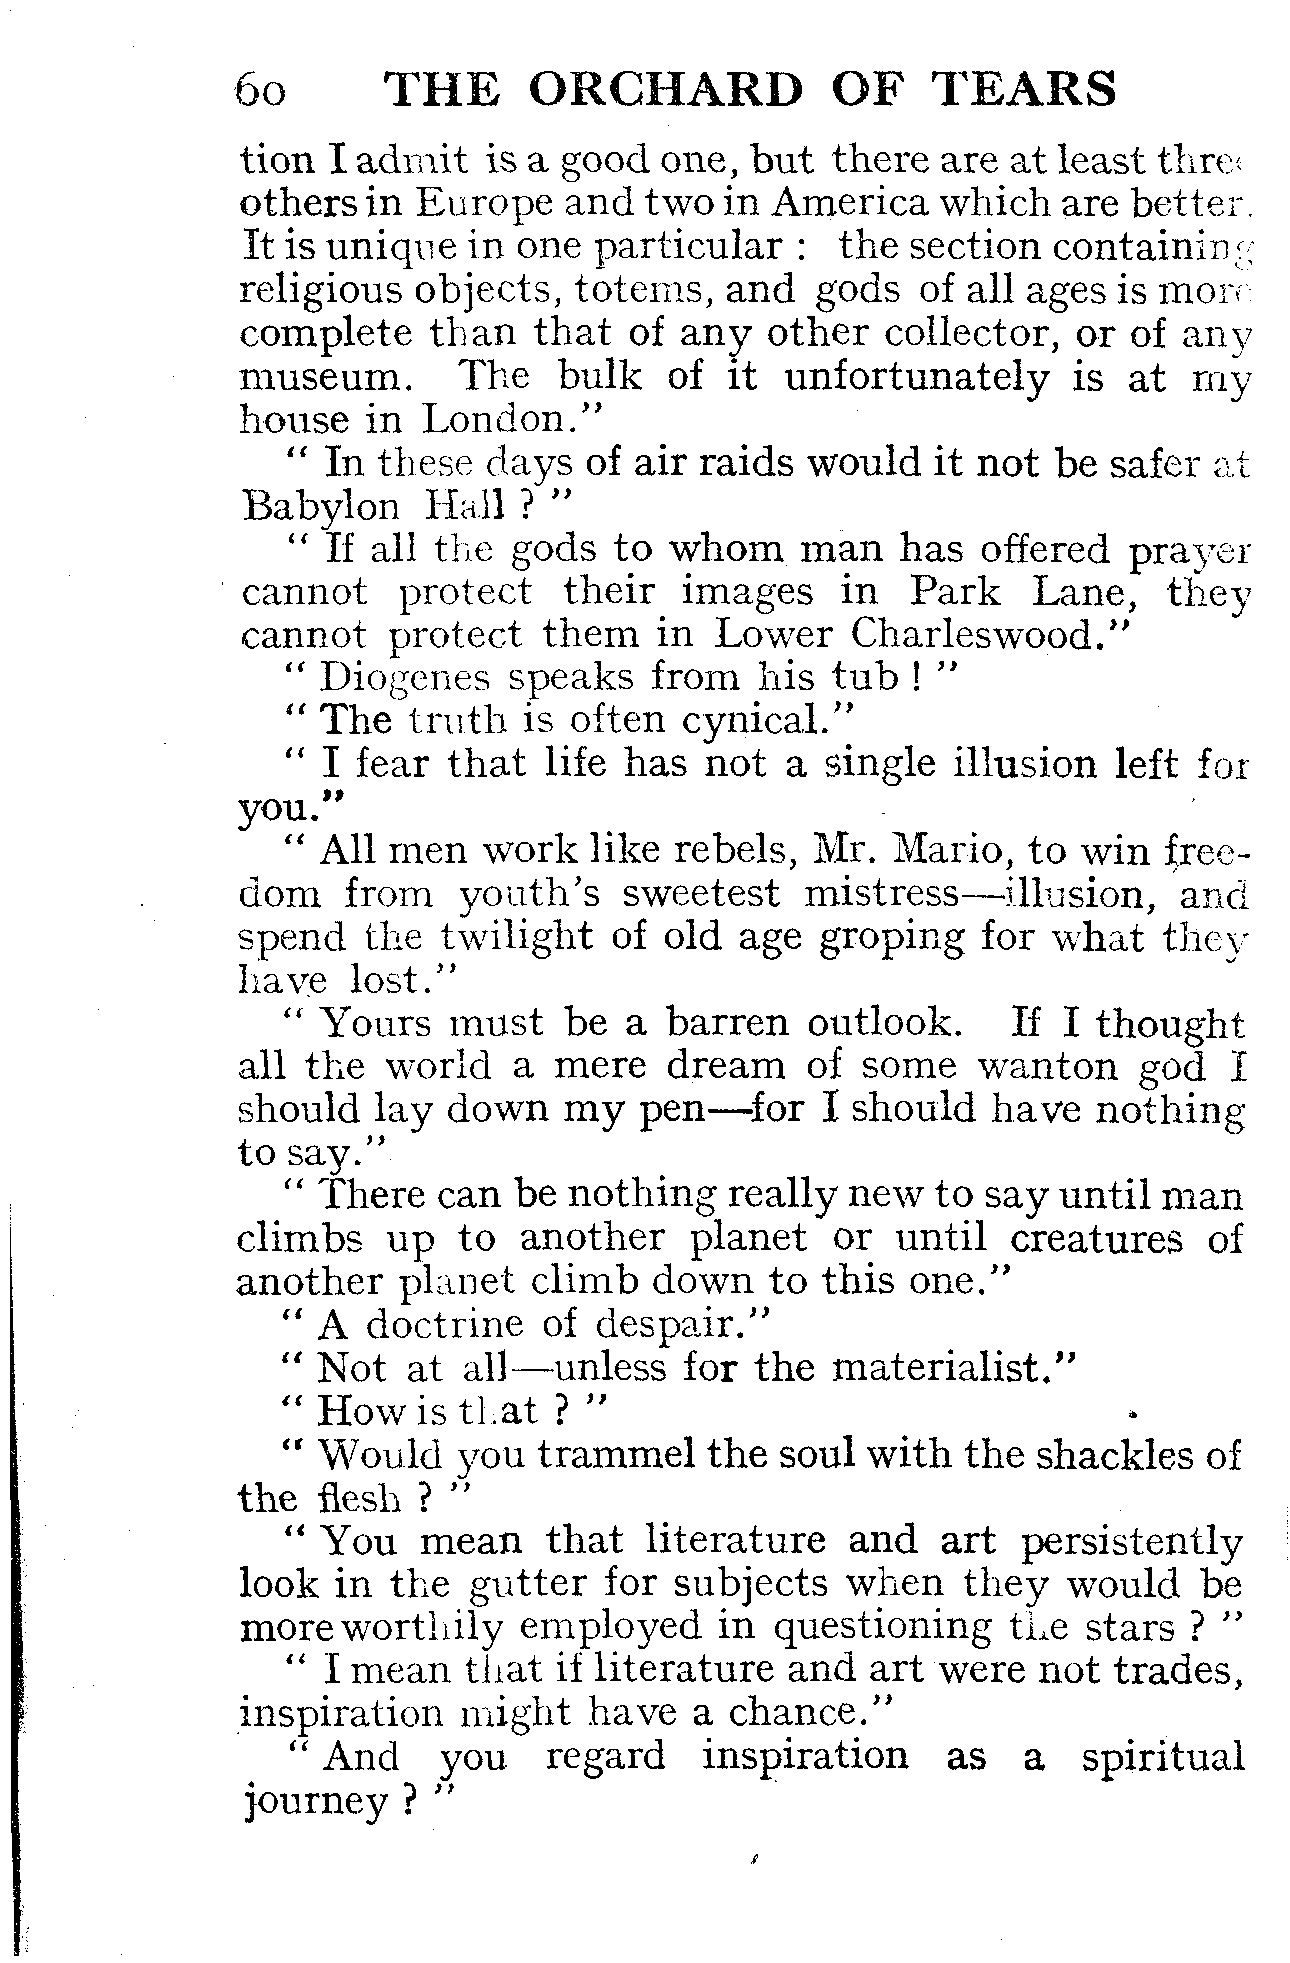 60 THE ORCHARD OF TEARS
tion I admit is a good one, but there are at least three
others in Europe and two in America which are better.
It is unique in one particular : the section containing
religious objects, totems, and gods of all ages is more
complete than that of any other collector, or of any
museum. The bulk of it unfortunately is at my
house in London."
" In these days of air raids would it not be safer at
Babylon Hall ? "
" If all the gods to whom man has offered prayer
cannot protect their images in Park Lane, they
cannot protect them in Lower Charleswood."
" Diogenes speaks from his tub ! "
" The truth is often cynical."
" I fear that life has not a single illusion left for
you."
" All men work like rebels, Mr. Mario, to win free-
dom from youth's sweetest mistress—illusion, and
spend the twilight of old age groping for what they
have lost."
" Yours must be a barren outlook. If I thought
all the world a mere dream of some wanton god I
should lay down my pen—for I should have nothing
to say."
" There can be nothing really new to say until man
climbs up to another planet or until creatures of
another planet climb down to this one."
" A doctrine of despair."
" Not at all—unless for the materialist."
" How is that ? "
" Would you trammel the soul with the shackles of
the flesh ? "
" You mean that literature and art persistently
look in the gutter for subjects when they would be
more worthily employed in questioning the stars ? "
" I mean that if literature and art were not trades,
inspiration might have a chance."
" And you regard inspiration as a spiritual
journey ? "